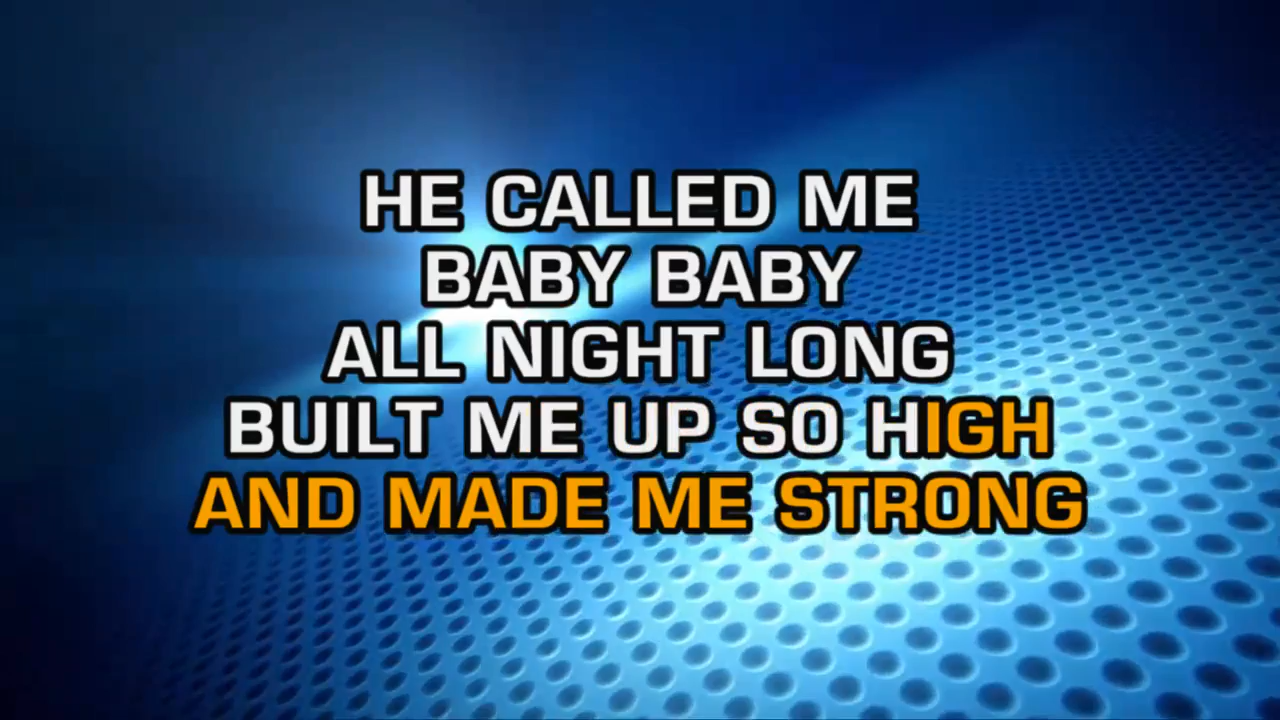 HE CALLED ME
BABY BABY
ALL NIGHT LONG
BUILT ME UP SO HIGH
AND MADE ME STRONG